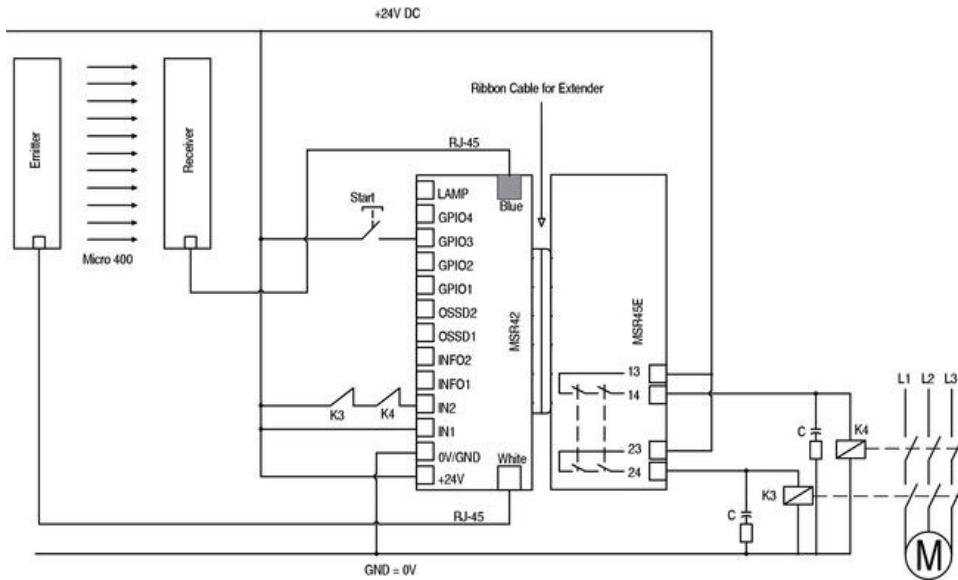 +24V DC
Emitter
Receiver
Micro 400
Ribbon Cable for Extender
RJ-45
Start
Blue
LAMP
GPIO4
GPIO3
GPIO2
GPIO1
OSSD2
OSSD1
INFO2
INFO1
IN2
IN1
0V/GND
+24V
White
MSR42
MSR45E
13
14
23
24
K3
K4
RJ-45
C
K4
C
K3
L1
L2
L3
M
GND = 0V